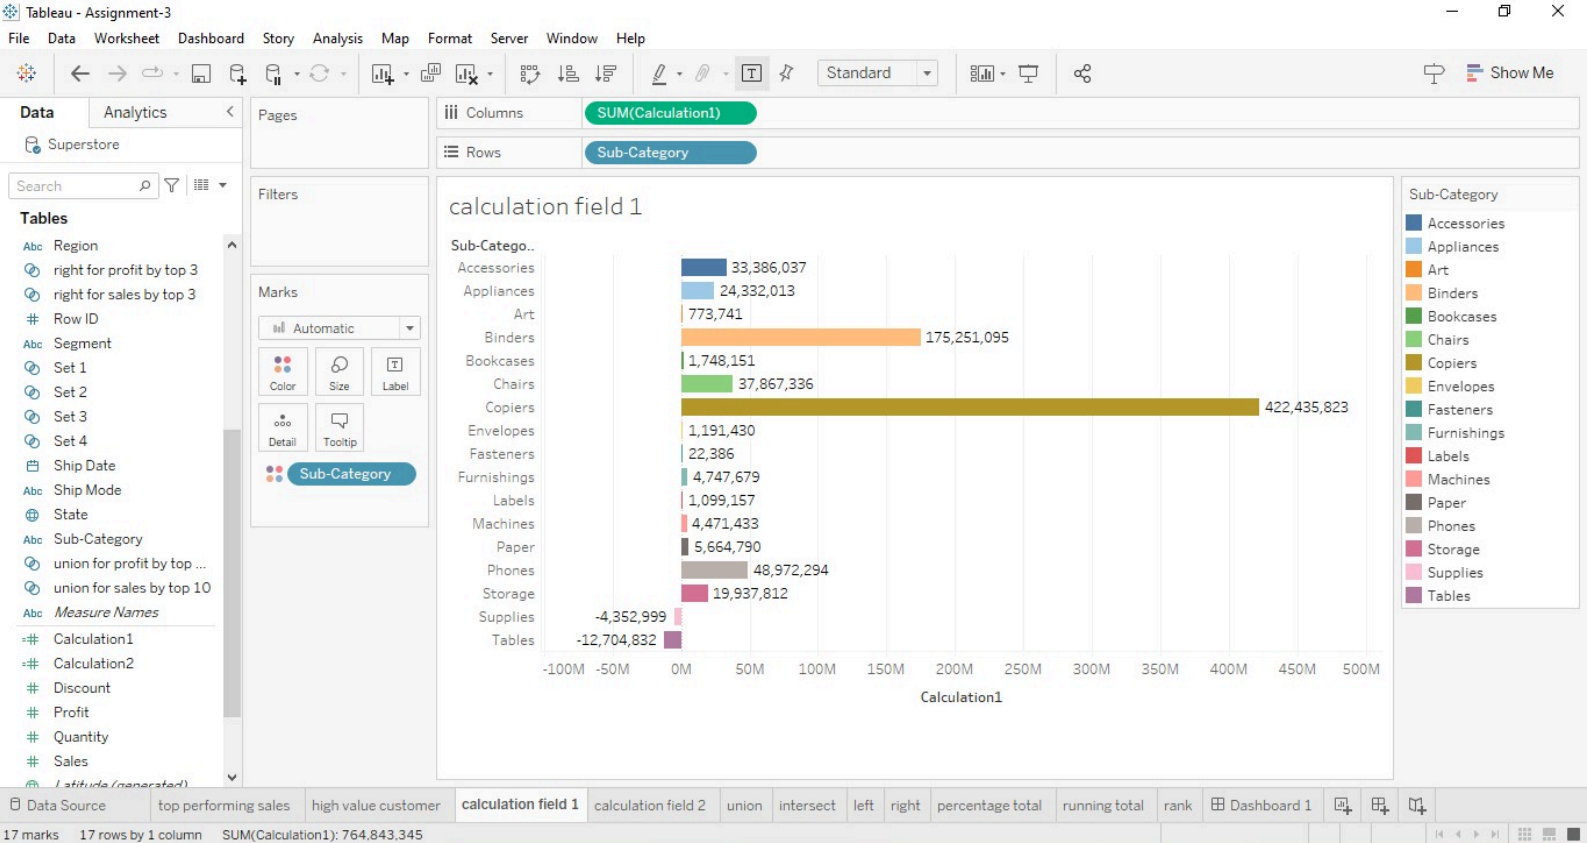 Tableau - Assignment-3
File Data Worksheet Dashboard Story Analysis Map Format Server Window Help
Standard
Show Me
Data Analytics
Superstore
Search
Tables
Abc Region
right for profit by top 3
right for sales by top 3
# Row ID
Abc Segment
Set 1
Set 2
Set 3
Set 4
Ship Date
Abc Ship Mode
State
Abc Sub-Category
union for profit by top ...
union for sales by top 10
Abc Measure Names
=# Calculation1
=# Calculation2
# Discount
# Profit
# Quantity
# Sales
Latitude (generated)
Pages
Filters
Marks
Automatic
Color Size Label
Detail Tooltip
Sub-Category
Columns SUM(Calculation1)
Rows Sub-Category
calculation field 1
Sub-Catego..
Accessories 33,386,037
Appliances 24,332,013
Art 773,741
Binders 175,251,095
Bookcases 1,748,151
Chairs 37,867,336
Copiers 422,435,823
Envelopes 1,191,430
Fasteners 22,386
Furnishings 4,747,679
Labels 1,099,157
Machines 4,471,433
Paper 5,664,790
Phones 48,972,294
Storage 19,937,812
Supplies -4,352,999
Tables -12,704,832
-100M -50M 0M 50M 100M 150M 200M 250M 300M 350M 400M 450M 500M
Calculation1
Sub-Category
Accessories
Appliances
Art
Binders
Bookcases
Chairs
Copiers
Envelopes
Fasteners
Furnishings
Labels
Machines
Paper
Phones
Storage
Supplies
Tables
Data Source top performing sales high value customer calculation field 1 calculation field 2 union intersect left right percentage total running total rank Dashboard 1
17 marks 17 rows by 1 column SUM(Calculation1): 764,843,345